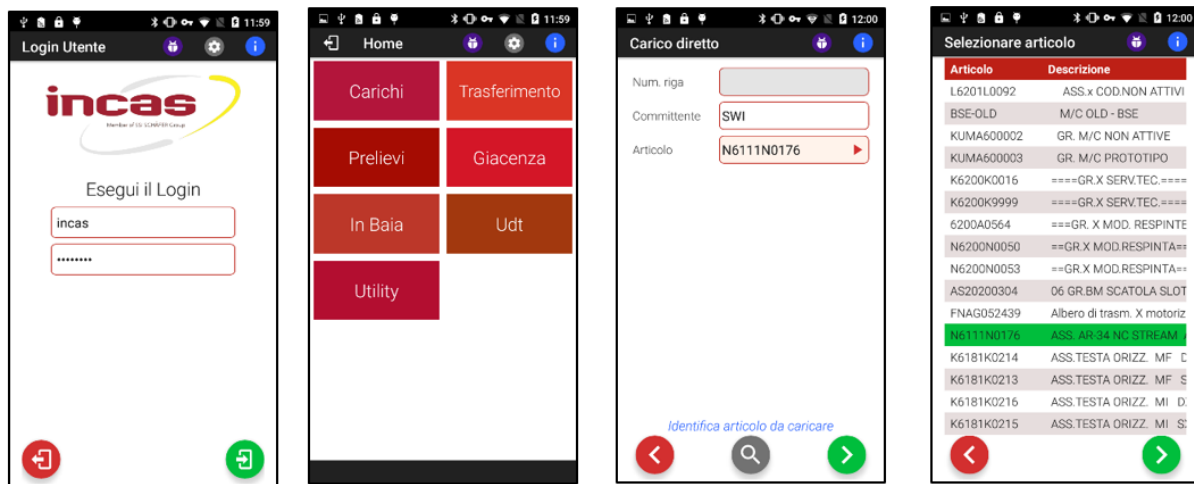 11:59
Login Utente
incas
Member of SSI SCHÄFER Group
Esegui il Login
incas
••••••••
11:59
Home
Carichi
Trasferimento
Prelievi
Giacenza
In Baia
Udt
Utility
12:00
Carico diretto
Num. riga
Committente SWI
Articolo N6111N0176
Identifica articolo da caricare
12:00
Selezionare articolo
Articolo Descrizione
L6201L0092 ASS.x COD.NON ATTIVI
BSE-OLD M/C OLD - BSE
KUMA600002 GR. M/C NON ATTIVE
KUMA600003 GR. M/C PROTOTIPO
K6200K0016 ====GR.X SERV.TEC.====
K6200K9999 ====GR.X SERV.TEC.====
6200A0564 ===GR. X MOD. RESPINTE
N6200N0050 ==GR.X MOD.RESPINTA==
N6200N0053 ==GR.X MOD.RESPINTA==
AS20200304 06 GR.BM SCATOLA SLOT
FNAG052439 Albero di trasm. X motoriz
N6111N0176 ASS. AR-34 NC STREAM
K6181K0214 ASS.TESTA ORIZZ. MF D
K6181K0213 ASS.TESTA ORIZZ. MF S
K6181K0216 ASS.TESTA ORIZZ. MI D
K6181K0215 ASS.TESTA ORIZZ. MI S